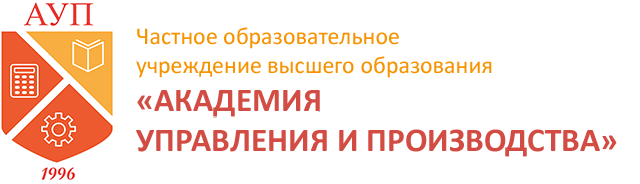 АУП
Частное образовательное
учреждение высшего образования
«АКАДЕМИЯ
УПРАВЛЕНИЯ И ПРОИЗВОДСТВА»
1996